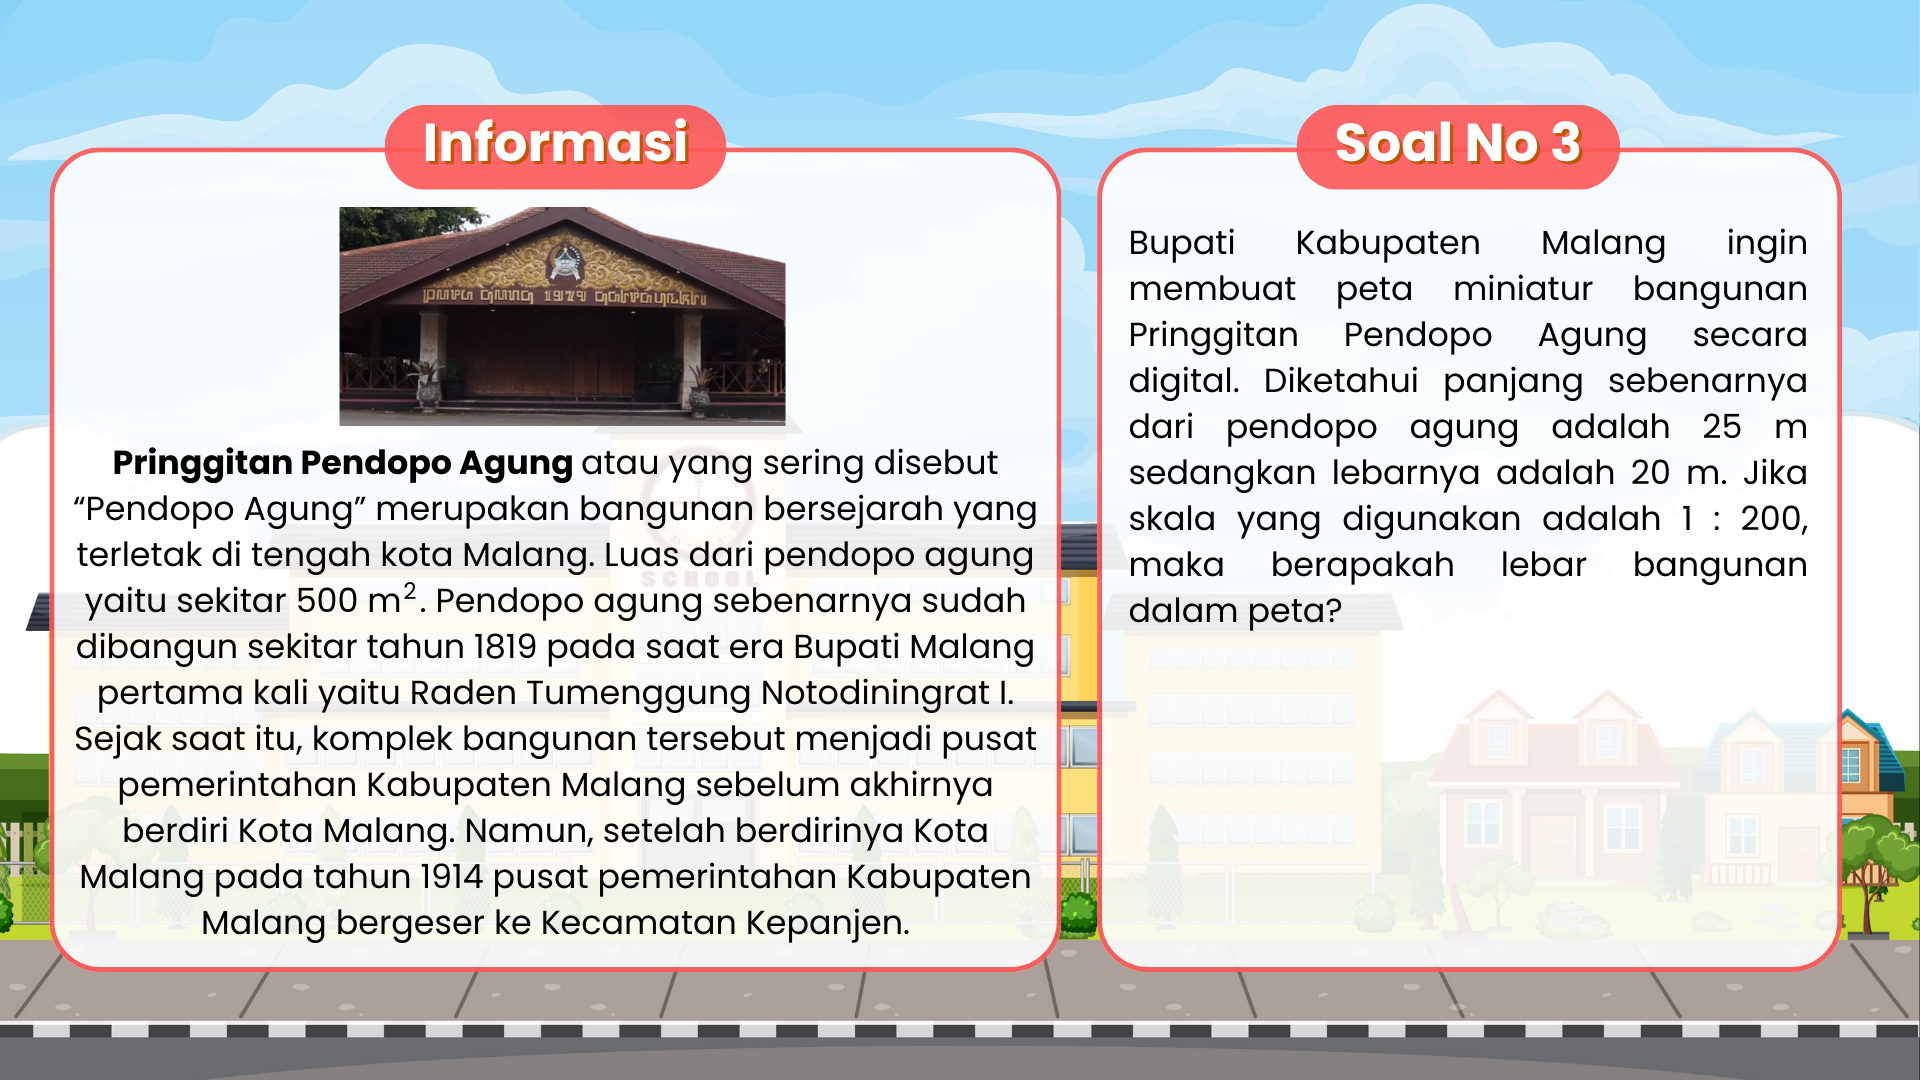 Informasi
Pringgitan Pendopo Agung atau yang sering disebut
“Pendopo Agung” merupakan bangunan bersejarah yang
terletak di tengah kota Malang. Luas dari pendopo agung
yaitu sekitar 500 m². Pendopo agung sebenarnya sudah
dibangun sekitar tahun 1819 pada saat era Bupati Malang
pertama kali yaitu Raden Tumenggung Notodiningrat I.
Sejak saat itu, komplek bangunan tersebut menjadi pusat
pemerintahan Kabupaten Malang sebelum akhirnya
berdiri Kota Malang. Namun, setelah berdirinya Kota
Malang pada tahun 1914 pusat pemerintahan Kabupaten
Malang bergeser ke Kecamatan Kepanjen.
SCHOOL
Soal No 3
Bupati Kabupaten Malang ingin
membuat peta miniatur bangunan
Pringgitan Pendopo Agung secara
digital. Diketahui panjang sebenarnya
dari pendopo agung adalah 25 m
sedangkan lebarnya adalah 20 m. Jika
skala yang digunakan adalah 1 : 200,
maka berapakah lebar bangunan
dalam peta?